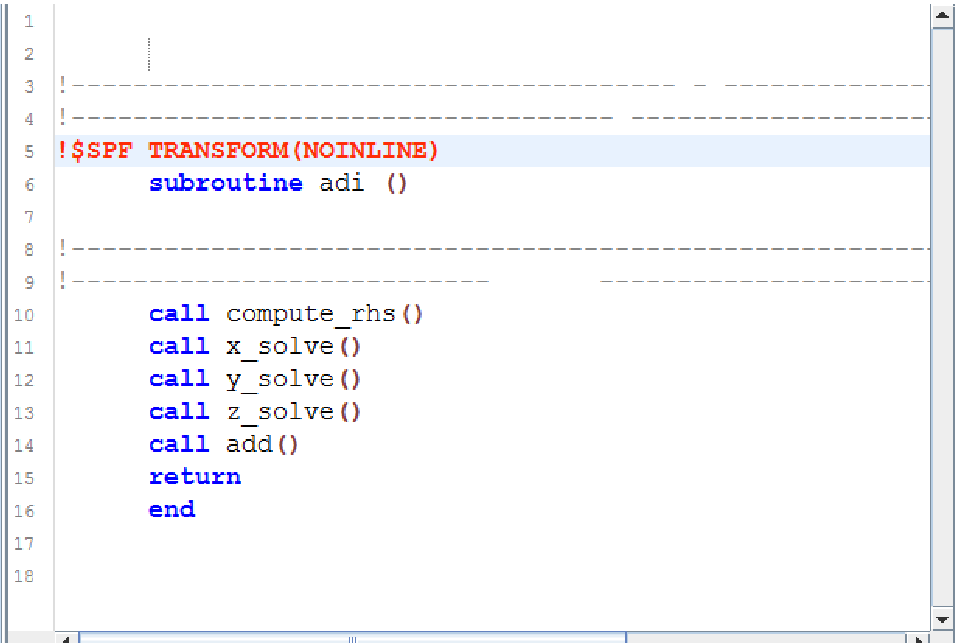 1
2
3 !--------------------------------------- - --------------
4 !----------------------------------- --------------------
5 !$SPF TRANSFORM(NOINLINE)
6 subroutine adi ()
7
8 !--------------------------------------------------------
9 !--------------------------- ----------------------
10 call compute_rhs()
11 call x_solve()
12 call y_solve()
13 call z_solve()
14 call add()
15 return
16 end
17
18